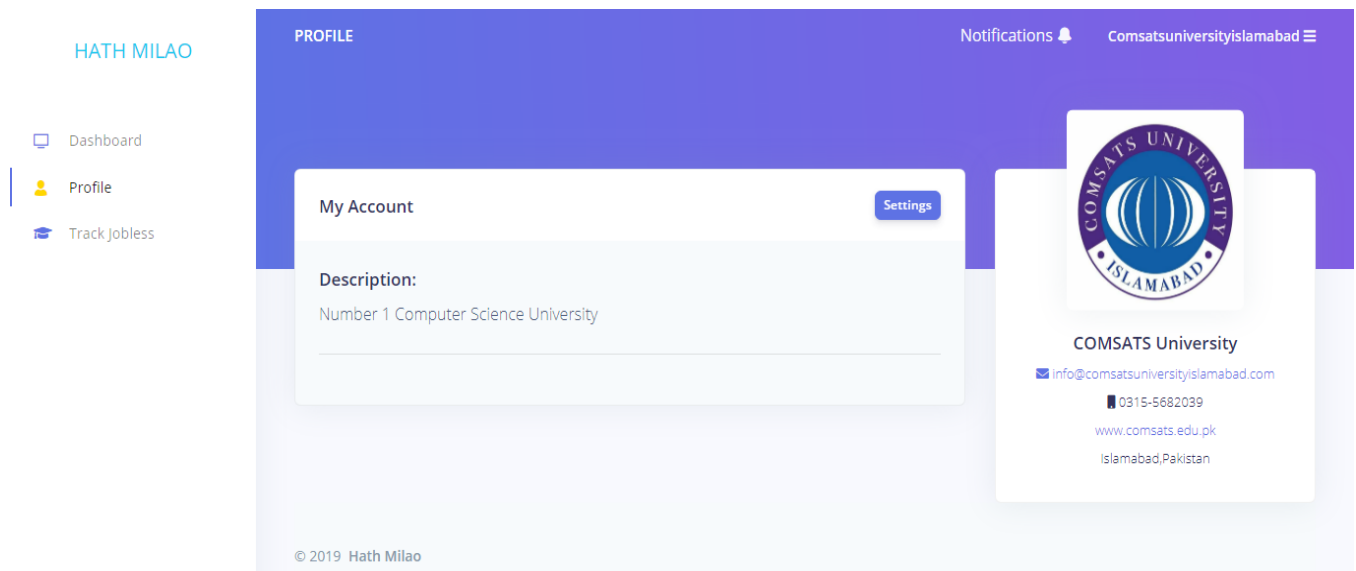 HATH MILAO
Dashboard
Profile
Track Jobless
PROFILE
Notifications
Comsatsuniversityislamabad
My Account
Settings
Description:
Number 1 Computer Science University
COMSATS UNIVERSITY
ISLAMABAD
COMSATS University
info@comsatsuniversityislamabad.com
0315-5682039
www.comsats.edu.pk
Islamabad,Pakistan
© 2019 Hath Milao